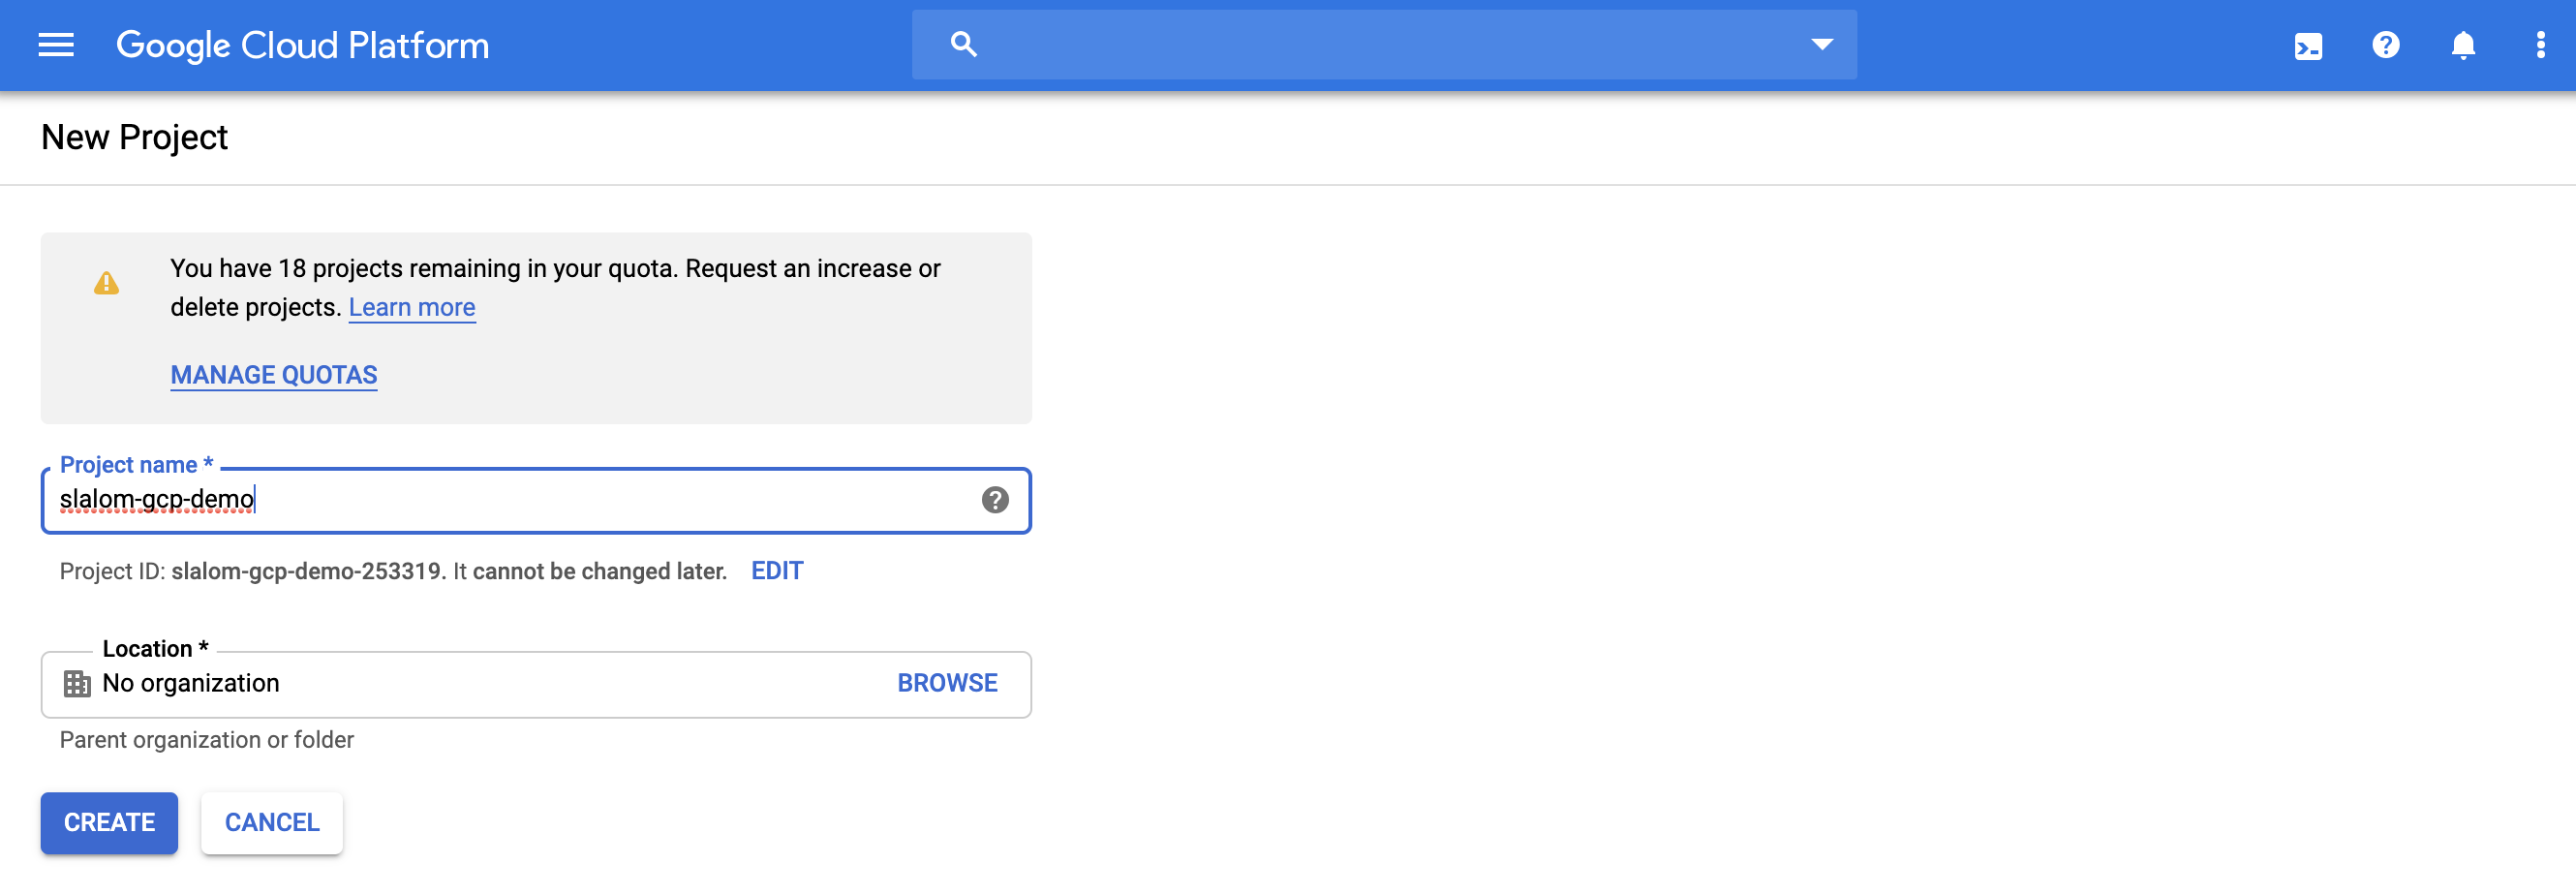 Google Cloud Platform
New Project
You have 18 projects remaining in your quota. Request an increase or
delete projects. Learn more
MANAGE QUOTAS
Project name *
slalom-gcp-demo
Project ID: slalom-gcp-demo-253319. It cannot be changed later. EDIT
Location *
No organization BROWSE
Parent organization or folder
CREATE CANCEL